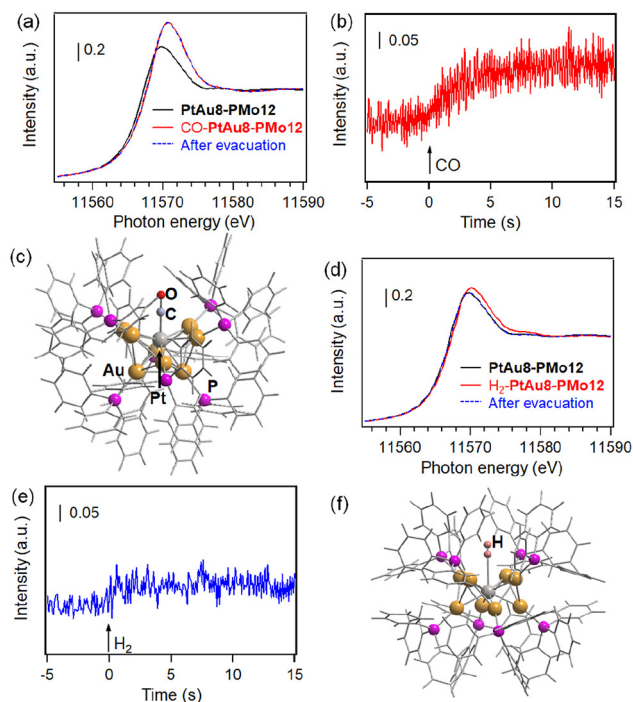 (a)
Intensity (a.u.)
0.2
PtAu8-PMo12
CO-PtAu8-PMo12
After evacuation
11560 11570 11580 11590
Photon energy (eV)
(b)
Intensity (a.u.)
0.05
CO
-5 0 5 10 15
Time (s)
(c)
O
C
Au
P
Pt
(d)
Intensity (a.u.)
0.2
PtAu8-PMo12
H₂-PtAu8-PMo12
After evacuation
11560 11570 11580 11590
Photon energy (eV)
(e)
Intensity (a.u.)
0.05
H₂
-5 0 5 10 15
Time (s)
(f)
H